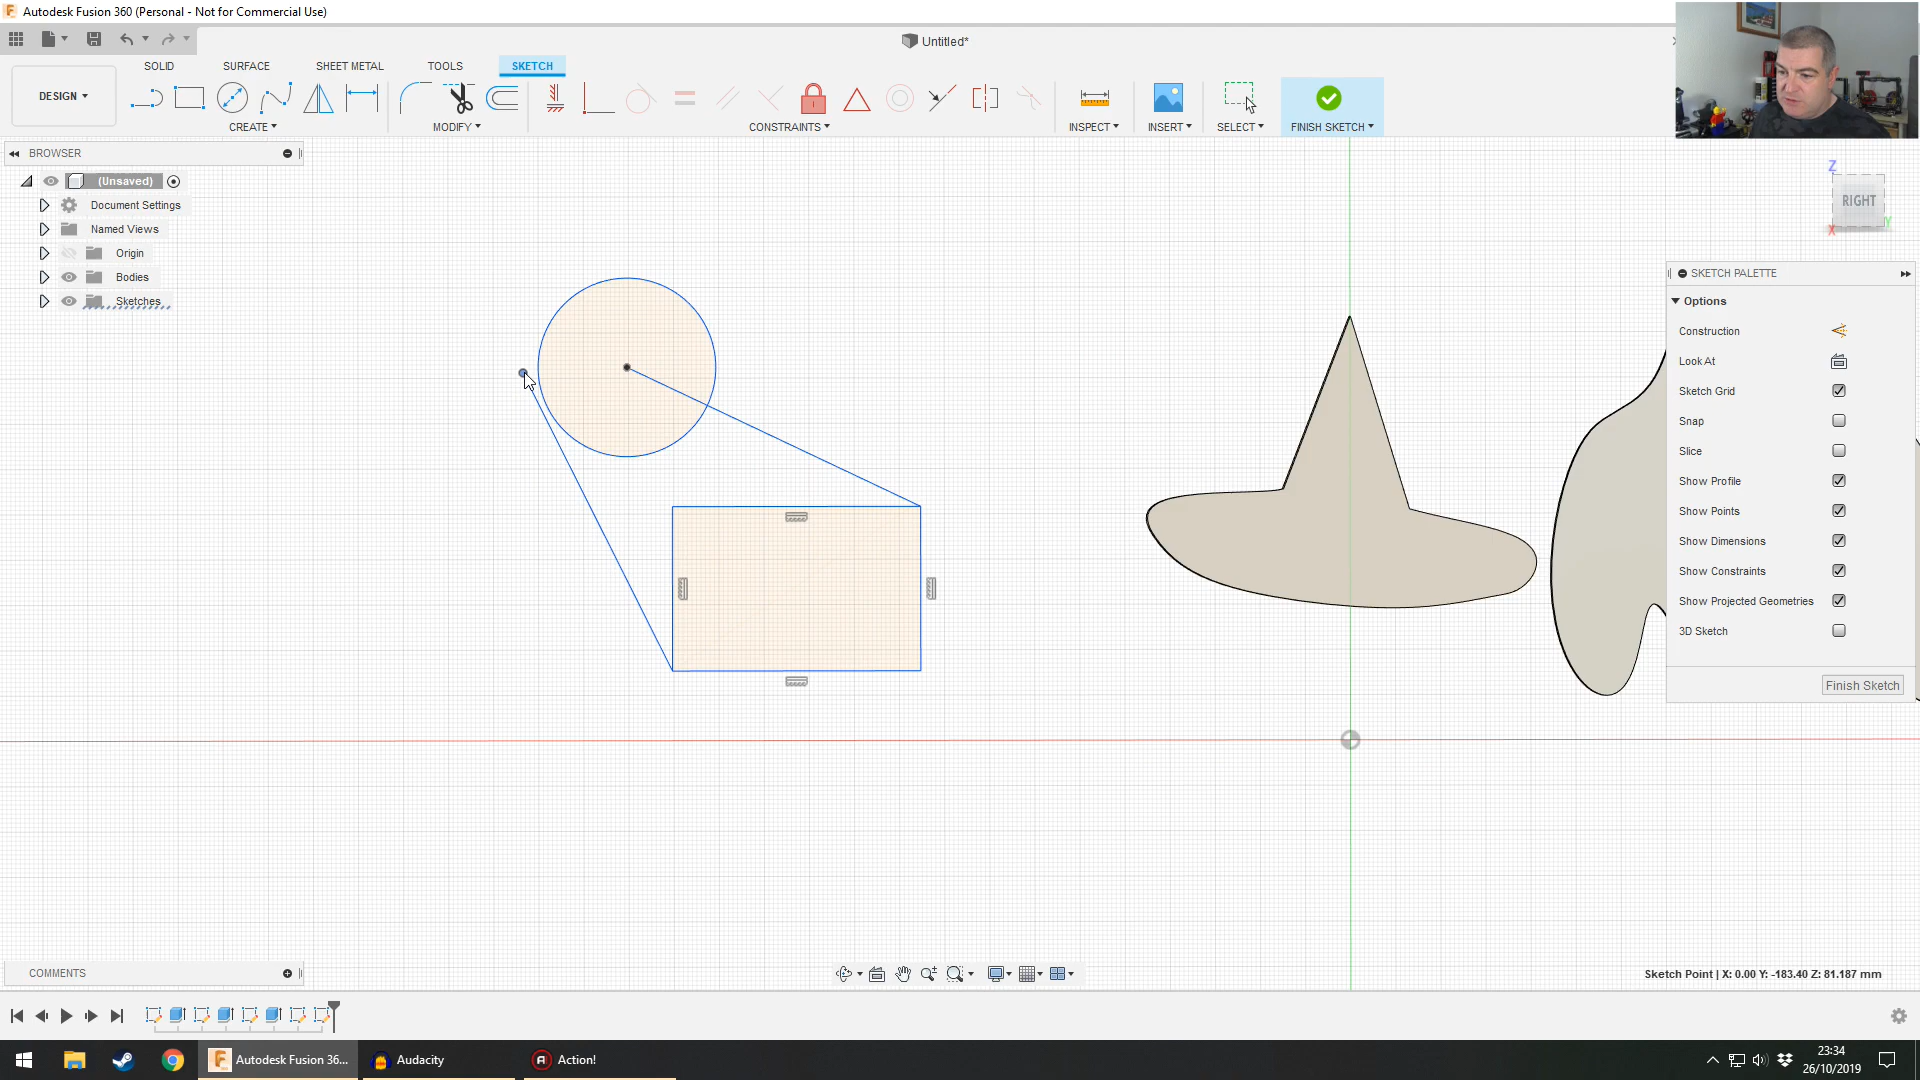 Autodesk Fusion 360 (Personal - Not for Commercial Use)
Untitled*
SOLID SURFACE SHEET METAL TOOLS SKETCH
DESIGN
CREATE MODIFY CONSTRAINTS INSPECT INSERT SELECT FINISH SKETCH
BROWSER
(Unsaved)
Document Settings
Named Views
Origin
Bodies
Sketches
Z
RIGHT
Y
X
SKETCH PALETTE
Options
Construction
Look At
Sketch Grid
Snap
Slice
Show Profile
Show Points
Show Dimensions
Show Constraints
Show Projected Geometries
3D Sketch
Finish Sketch
COMMENTS
Sketch Point | X: 0.00 Y: -183.40 Z: 81.187 mm
Autodesk Fusion 36...
Audacity
Action!
23:34
26/10/2019